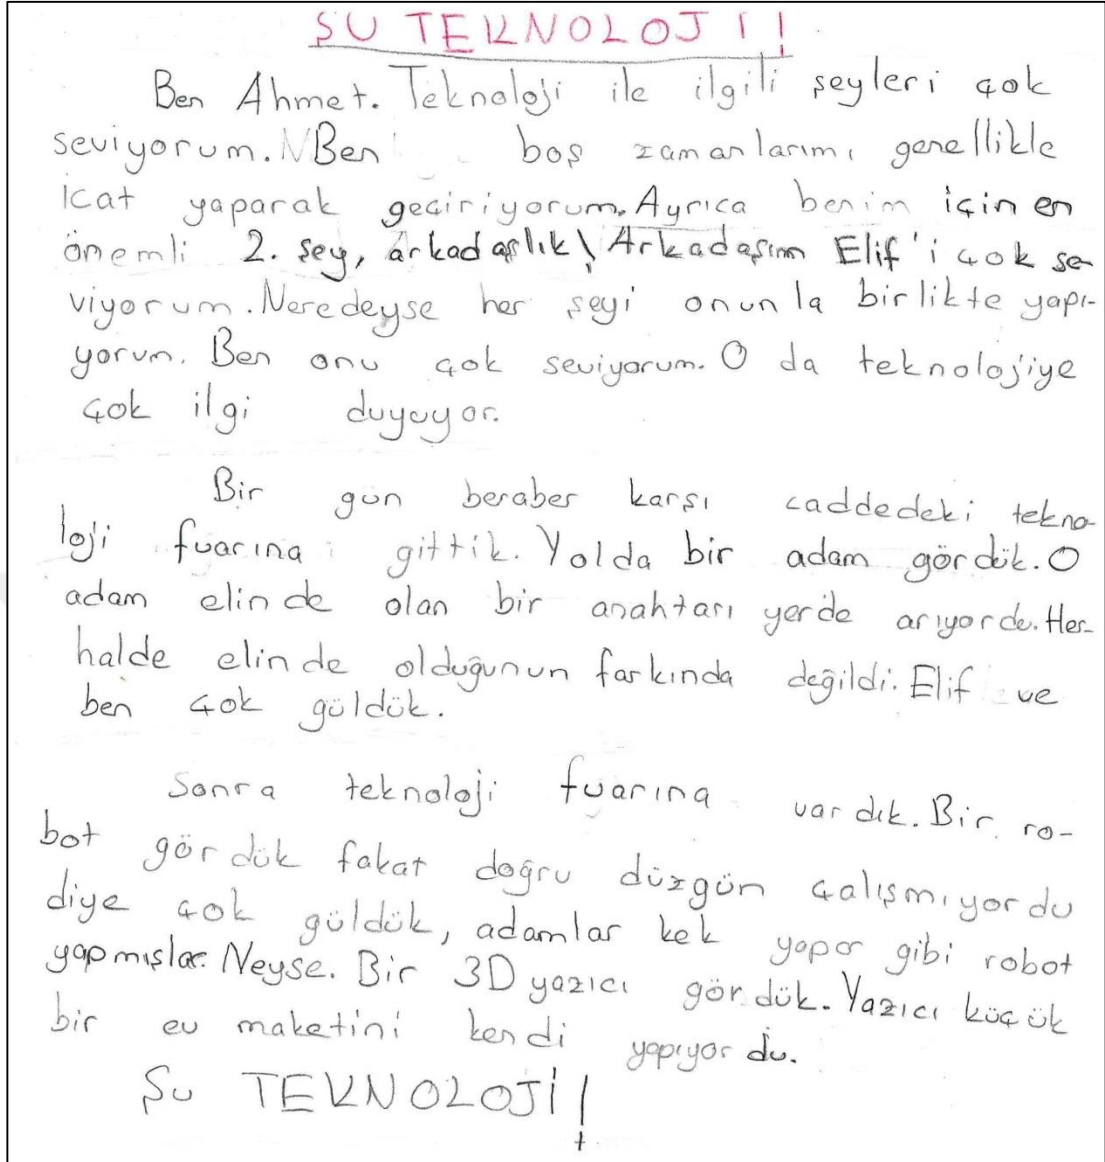 ŞU TEKNOLOJİ!
Ben Ahmet. Teknoloji ile ilgili şeyleri çok
seviyorum. Ben boş zamanlarımı genellikle
icat yaparak geçiriyorum. Ayrıca benim için en
önemli 2. şey, arkadaşlık! Arkadaşım Elif'i çok se-
viyorum. Neredeyse her şeyi onunla birlikte yapı-
yorum. Ben onu çok seviyorum. O da teknolojiye
çok ilgi duyuyor.
Bir gün beraber karşı caddedeki tekno-
loji fuarına gittik. Yolda bir adam gördük. O
adam elinde olan bir anahtarı yerde arıyordu. Her-
halde elinde olduğunun farkında değildi. Elif ve
ben çok güldük.
Sonra teknoloji fuarına vardık. Bir ro-
bot gördük fakat doğru düzgün çalışmıyordu
diye çok güldük, adamlar kek yapar gibi robot
yapmışlar. Neyse. Bir 3D yazıcı gördük. Yazıcı küçük
bir ev maketini kendi yapıyordu.
Şu TEKNOLOJİ!